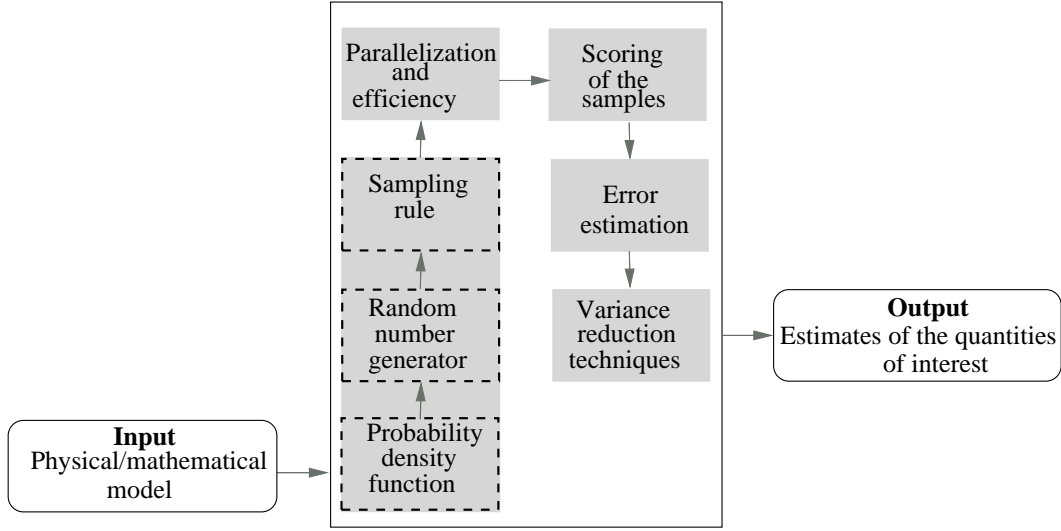 Input
Physical/mathematical
model
Probability
density
function
Random
number
generator
Sampling
rule
Parallelization
and
efficiency
Scoring
of the
samples
Error
estimation
Variance
reduction
techniques
Output
Estimates of the quantities
of interest